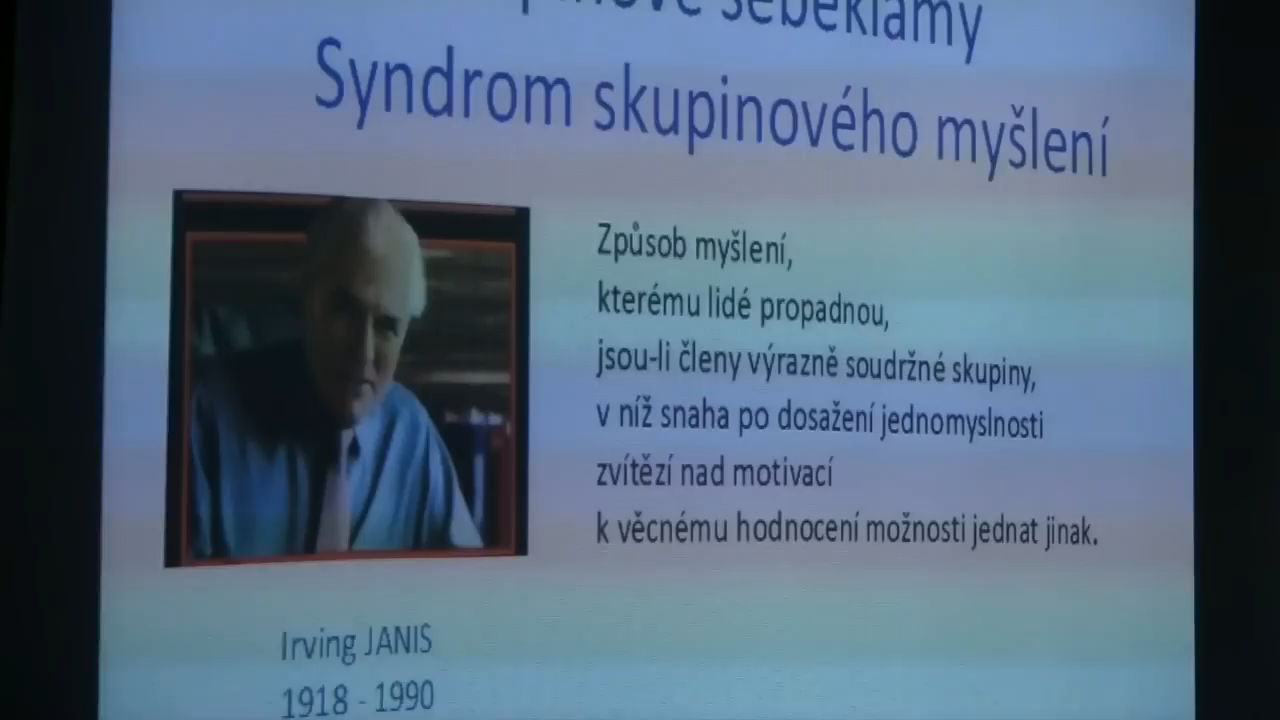 sebeklamy
Syndrom skupinového myšlení
Způsob myšlení,
kterému lidé propadnou,
jsou-li členy výrazně soudržné skupiny,
v níž snaha po dosažení jednomyslnosti
zvítězí nad motivací
k věcnému hodnocení možnosti jednat jinak.
Irving JANIS
1918 - 1990